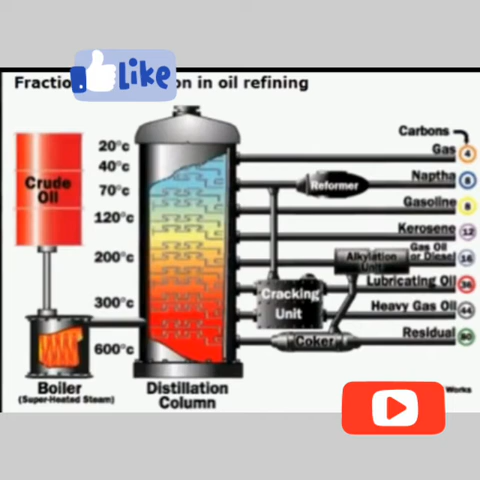 Like
Fractio on in oil refining
Carbons
20°c
Gas 4
40°c
Naptha 6
70°c
Reformer
Gasoline 8
Crude
Oil
120°c
Kerosene 12
200°c
Gas Oil
or Diesel 16
Alkylation
Unit
Lubricating Oil 36
Cracking
Unit
300°c
Heavy Gas Oil 44
Residual 80
600°c
Coker
Boiler
(Super-Heated Steam)
Distillation
Column
Works